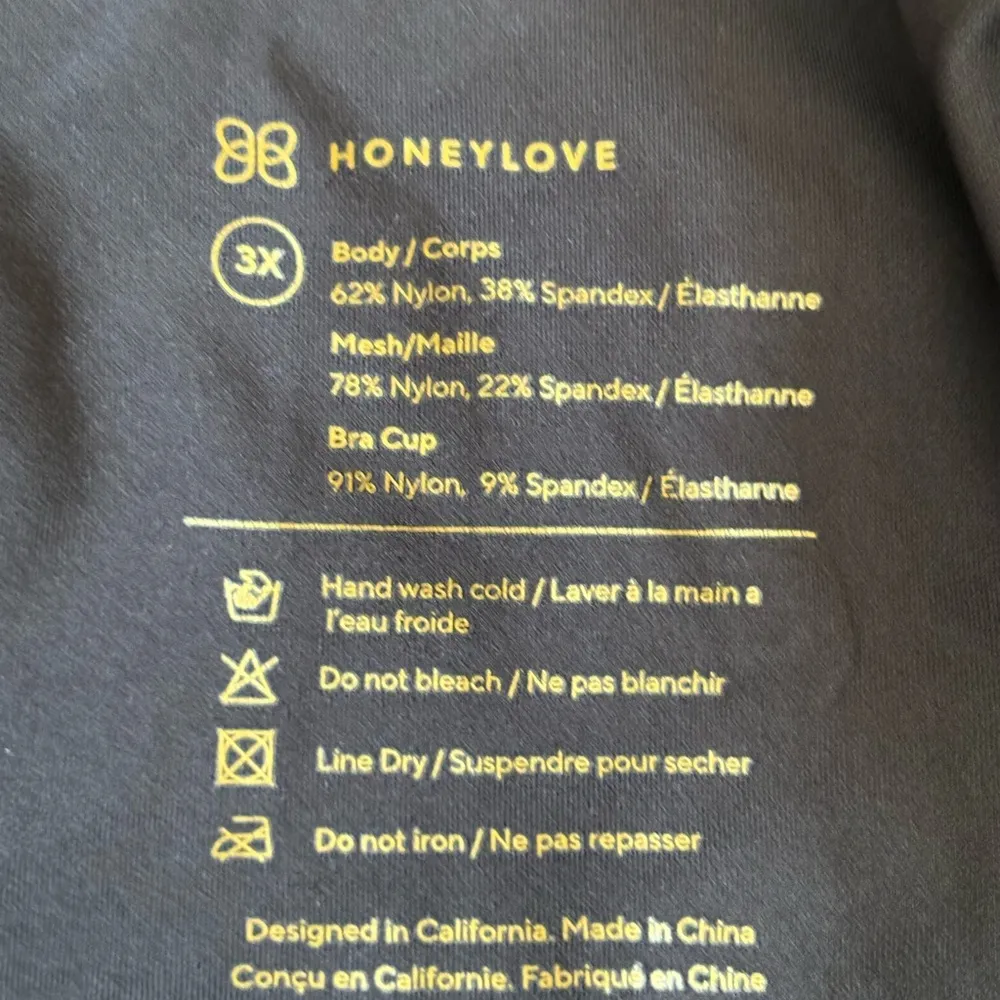 HONEYLOVE
3X
Body / Corps
62% Nylon, 38% Spandex / Élasthanne
Mesh/Maille
78% Nylon, 22% Spandex / Élasthanne
Bra Cup
91% Nylon, 9% Spandex / Élasthanne
Hand wash cold / Laver à la main a
l'eau froide
Do not bleach / Ne pas blanchir
Line Dry / Suspendre pour secher
Do not iron / Ne pas repasser
Designed in California. Made in China
Conçu en Californie. Fabriqué en Chine